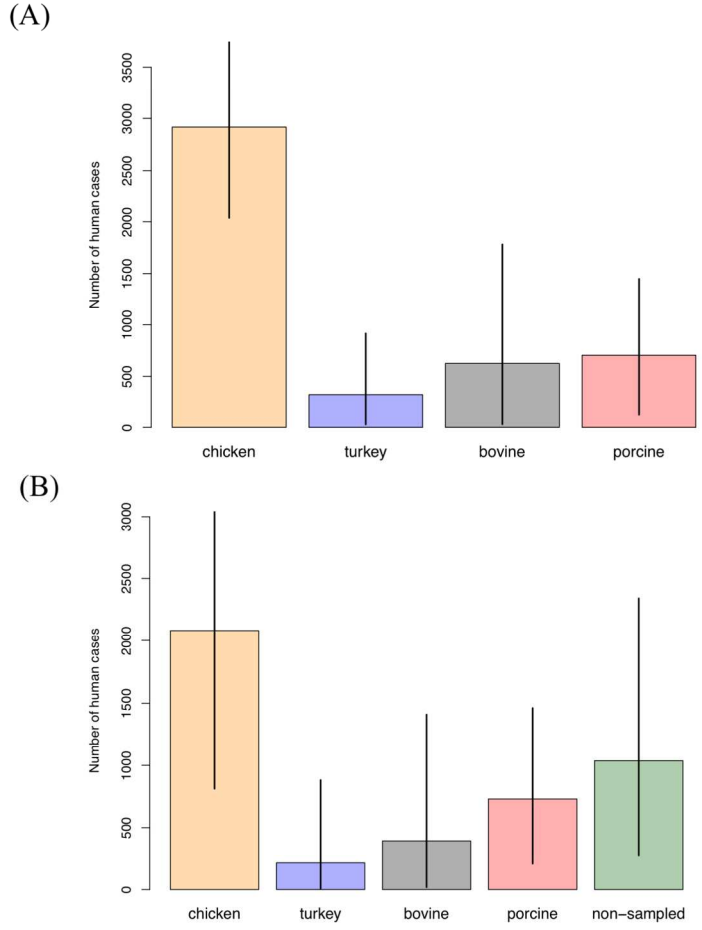 (A)
Number of human cases
3500
3000
2500
2000
1500
1000
500
0
chicken turkey bovine porcine
(B)
Number of human cases
3000
2500
2000
1500
1000
500
0
chicken turkey bovine porcine non−sampled